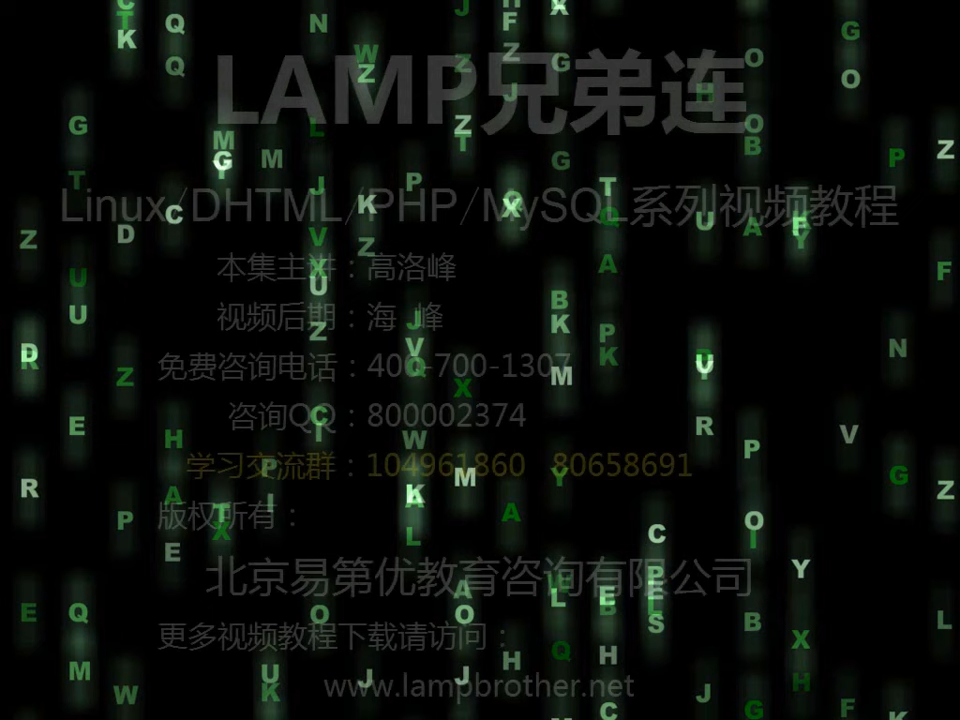 LAMP兄弟连
Linux/DHTML/PHP/MySQL系列视频教程
本集主讲：高洛峰
视频后期：海 峰
免费咨询电话：400-700-1307
咨询QQ：800002374
学习交流群：104961860 80658691
版权所有：
北京易第优教育咨询有限公司
更多视频教程下载请访问：
www.lampbrother.net